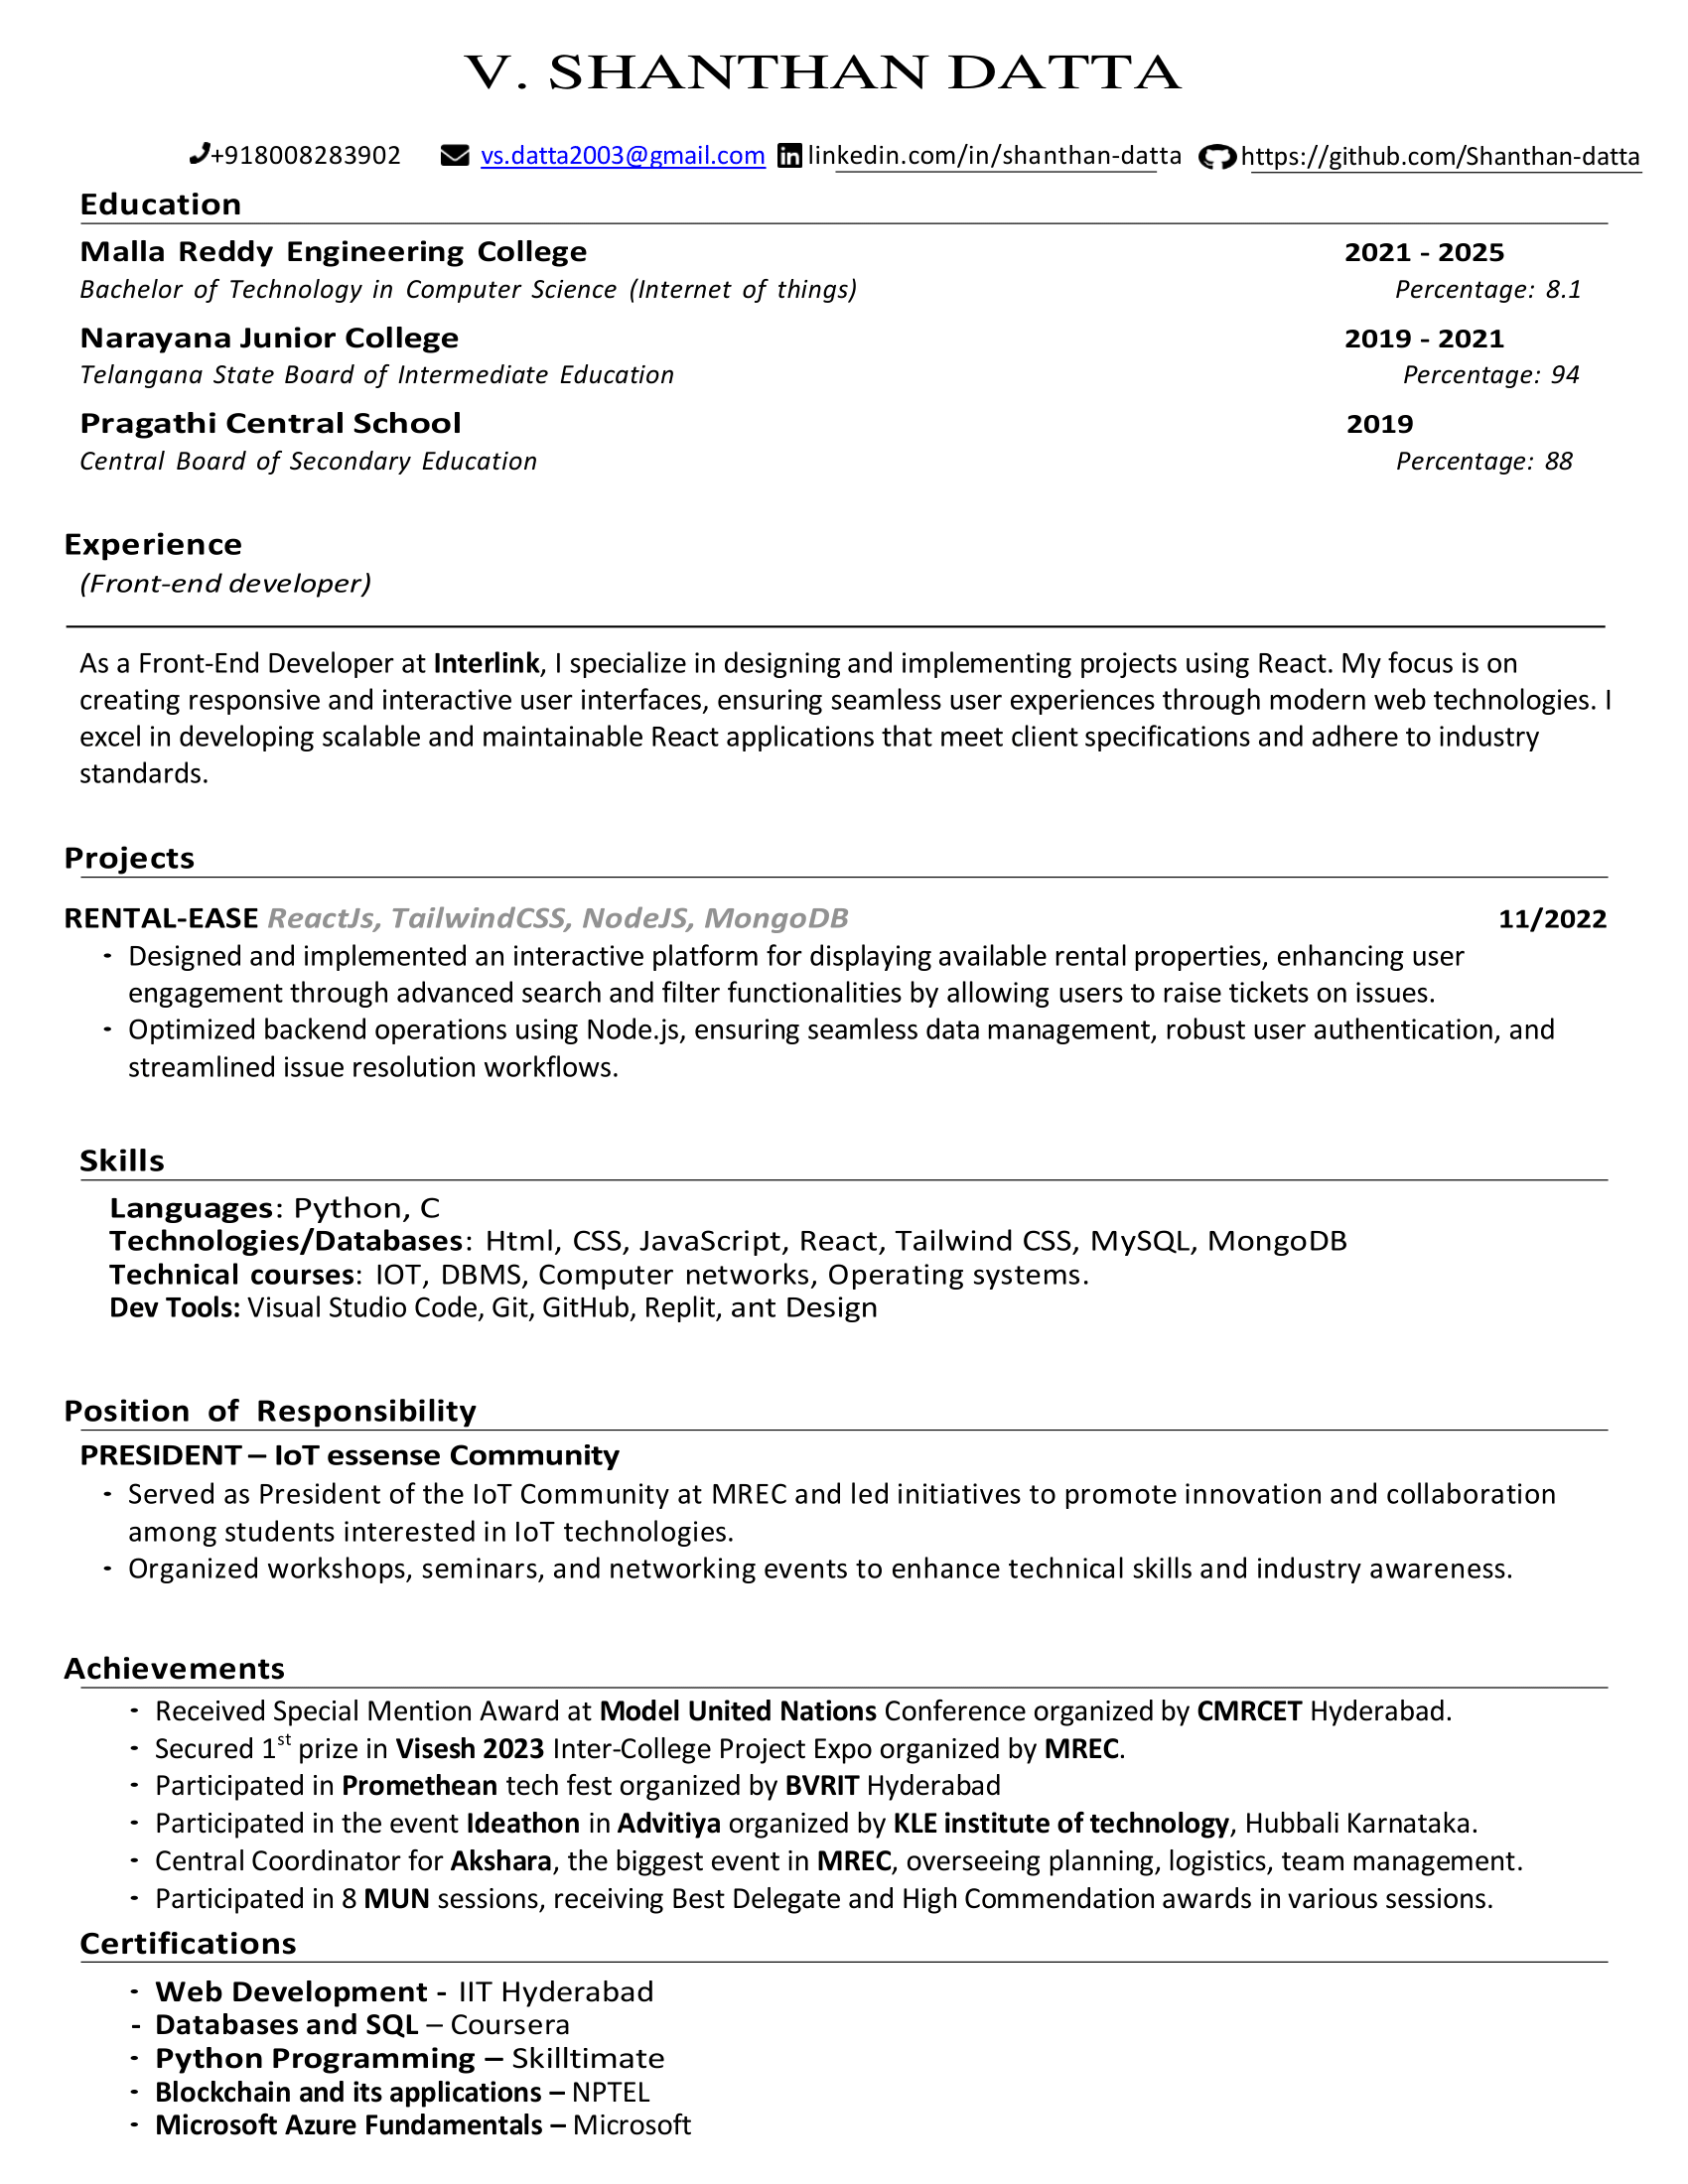 V. SHANTHAN DATTA
+918008283902 vs.datta2003@gmail.com linkedin.com/in/shanthan-datta https://github.com/Shanthan-datta
Education
Malla Reddy Engineering College 2021 - 2025
Bachelor of Technology in Computer Science (Internet of things) Percentage: 8.1
Narayana Junior College 2019 - 2021
Telangana State Board of Intermediate Education Percentage: 94
Pragathi Central School 2019
Central Board of Secondary Education Percentage: 88
Experience
(Front-end developer)
As a Front-End Developer at Interlink, I specialize in designing and implementing projects using React. My focus is on
creating responsive and interactive user interfaces, ensuring seamless user experiences through modern web technologies. I
excel in developing scalable and maintainable React applications that meet client specifications and adhere to industry
standards.
Projects
RENTAL-EASE ReactJs, TailwindCSS, NodeJS, MongoDB 11/2022
- Designed and implemented an interactive platform for displaying available rental properties, enhancing user
engagement through advanced search and filter functionalities by allowing users to raise tickets on issues.
- Optimized backend operations using Node.js, ensuring seamless data management, robust user authentication, and
streamlined issue resolution workflows.
Skills
Languages: Python, C
Technologies/Databases: Html, CSS, JavaScript, React, Tailwind CSS, MySQL, MongoDB
Technical courses: IOT, DBMS, Computer networks, Operating systems.
Dev Tools: Visual Studio Code, Git, GitHub, Replit, ant Design
Position of Responsibility
PRESIDENT – IoT essense Community
- Served as President of the IoT Community at MREC and led initiatives to promote innovation and collaboration
among students interested in IoT technologies.
- Organized workshops, seminars, and networking events to enhance technical skills and industry awareness.
Achievements
- Received Special Mention Award at Model United Nations Conference organized by CMRCET Hyderabad.
- Secured 1st prize in Visesh 2023 Inter-College Project Expo organized by MREC.
- Participated in Promethean tech fest organized by BVRIT Hyderabad
- Participated in the event Ideathon in Advitiya organized by KLE institute of technology, Hubbali Karnataka.
- Central Coordinator for Akshara, the biggest event in MREC, overseeing planning, logistics, team management.
- Participated in 8 MUN sessions, receiving Best Delegate and High Commendation awards in various sessions.
Certifications
- Web Development - IIT Hyderabad
- Databases and SQL – Coursera
- Python Programming – Skilltimate
- Blockchain and its applications – NPTEL
- Microsoft Azure Fundamentals – Microsoft